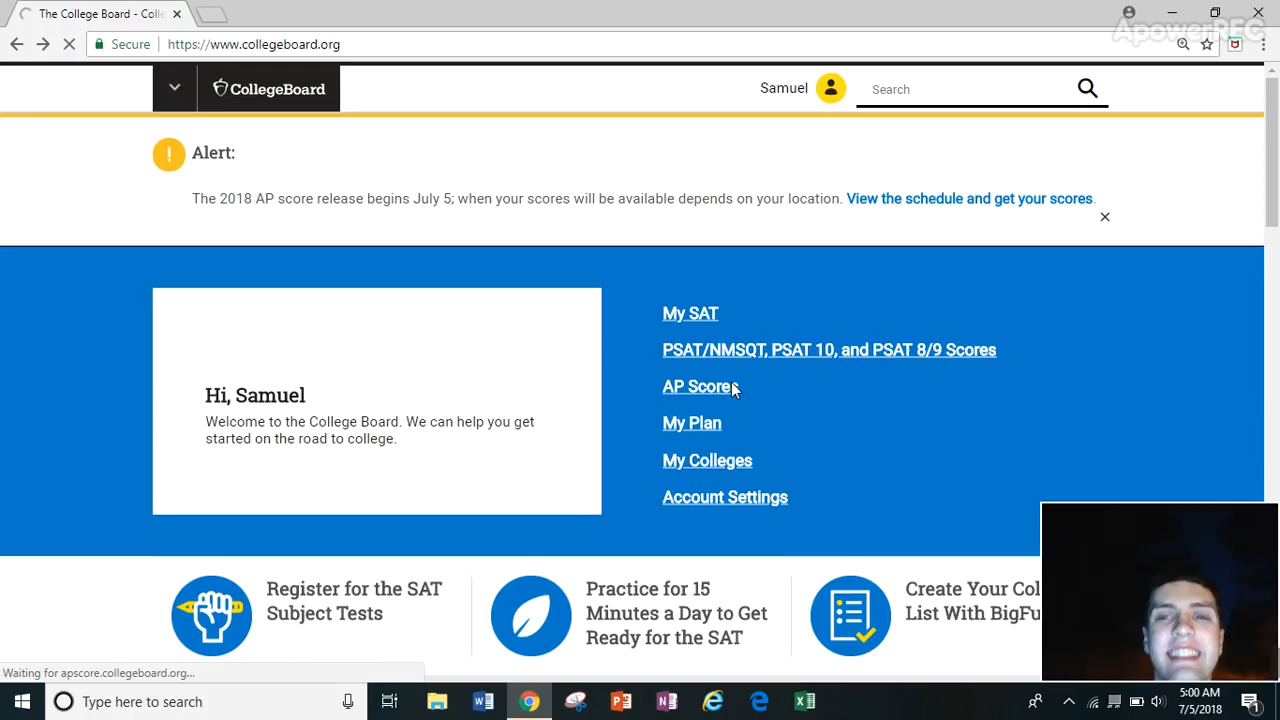 The College Board - Colle
ApowerREC
Secure
https://www.collegeboard.org
CollegeBoard
Samuel
Search
Alert:
The 2018 AP score release begins July 5; when your scores will be available depends on your location. View the schedule and get your scores.
Hi, Samuel
Welcome to the College Board. We can help you get
started on the road to college.
My SAT
PSAT/NMSQT, PSAT 10, and PSAT 8/9 Scores
AP Scores
My Plan
My Colleges
Account Settings
Register for the SAT
Subject Tests
Practice for 15
Minutes a Day to Get
Ready for the SAT
Create Your Col
List With BigFu
Waiting for apscore.collegeboard.org...
Type here to search
5:00 AM
7/5/2018